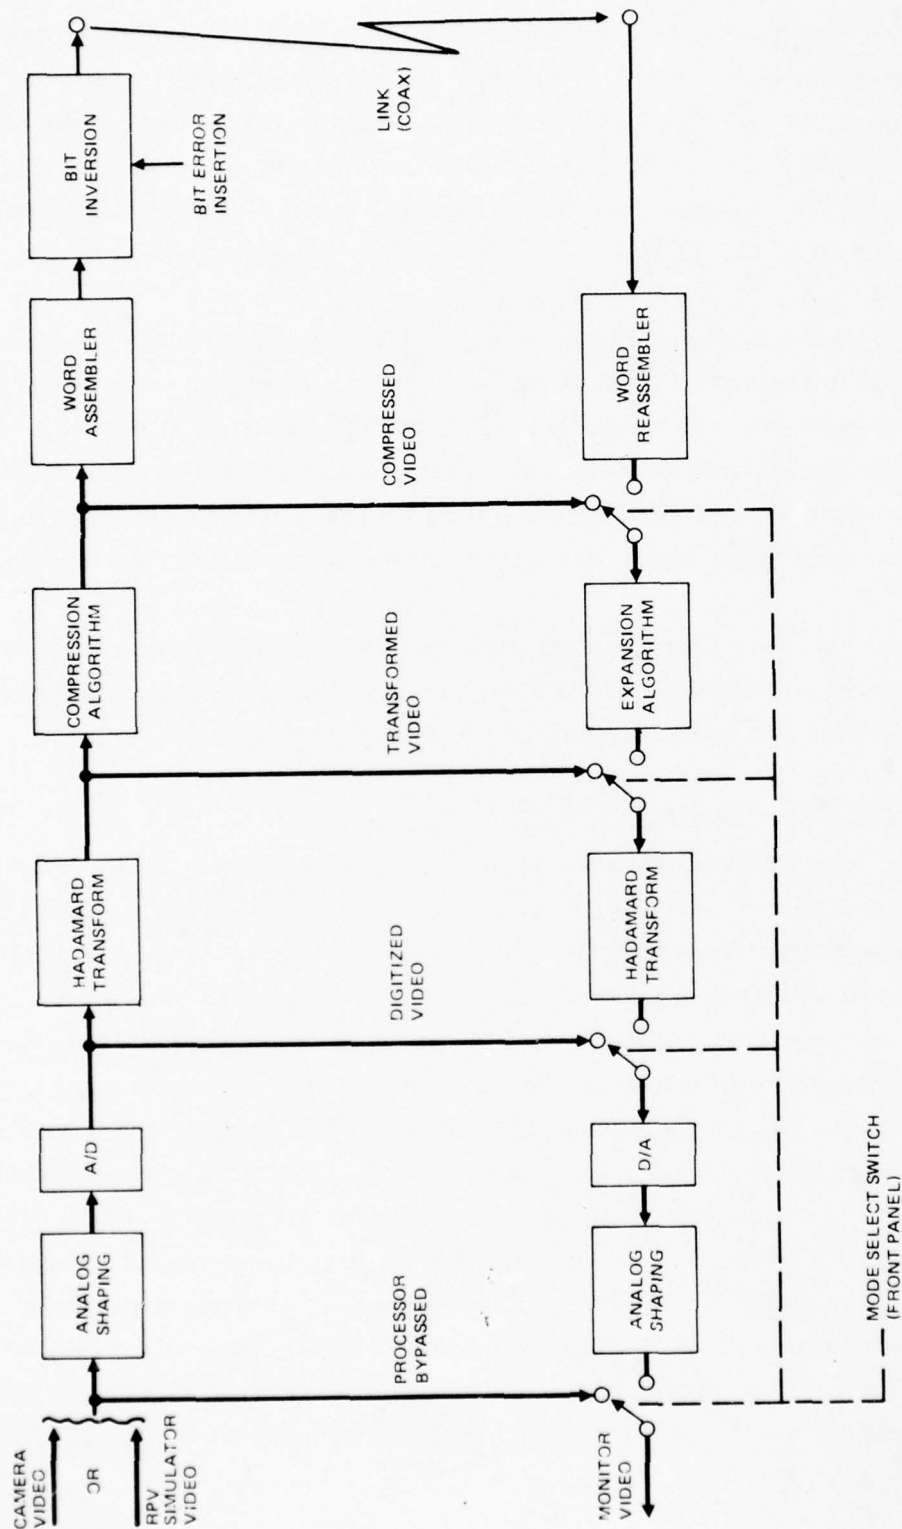 CAMERA
VIDEO
OR
RPV
SIMULATOR
VIDEO
ANALOG
SHAPING
A/D
HADAMARD
TRANSFORM
COMPRESSION
ALGORITHM
WORD
ASSEMBLER
BIT
INVERSION
BIT ERROR
INSERTION
PROCESSOR
BYPASSED
DIGITIZED
VIDEO
TRANSFORMED
VIDEO
COMPRESSED
VIDEO
LINK
(COAX)
MONITOR
VIDEO
ANALOG
SHAPING
D/A
HADAMARD
TRANSFORM
EXPANSION
ALGORITHM
WORD
REASSEMBLER
MODE SELECT SWITCH
(FRONT PANEL)